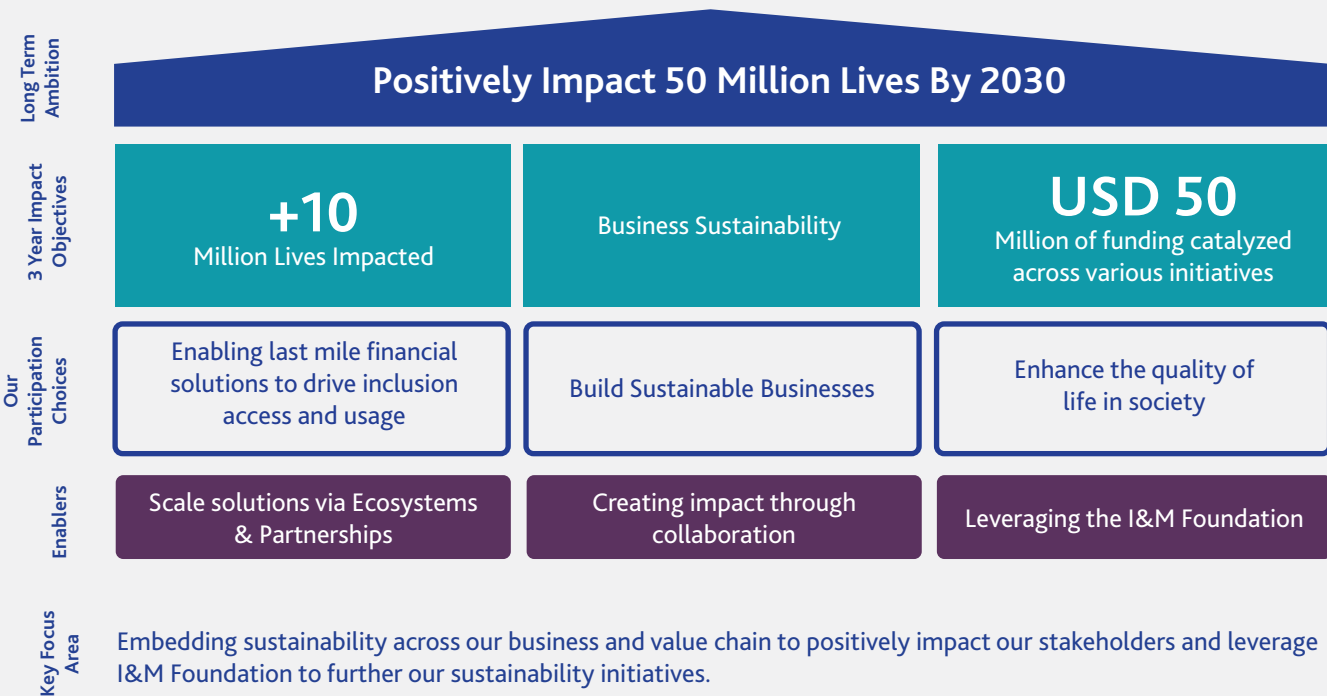 Long Term
Ambition
Positively Impact 50 Million Lives By 2030
3 Year Impact
Objectives
+10
Million Lives Impacted
Business Sustainability
USD 50
Million of funding catalyzed
across various initiatives
Our
Participation
Choices
Enabling last mile financial
solutions to drive inclusion
access and usage
Build Sustainable Businesses
Enhance the quality of
life in society
Enablers
Scale solutions via Ecosystems
& Partnerships
Creating impact through
collaboration
Leveraging the I&M Foundation
Key Focus
Area
Embedding sustainability across our business and value chain to positively impact our stakeholders and leverage
I&M Foundation to further our sustainability initiatives.